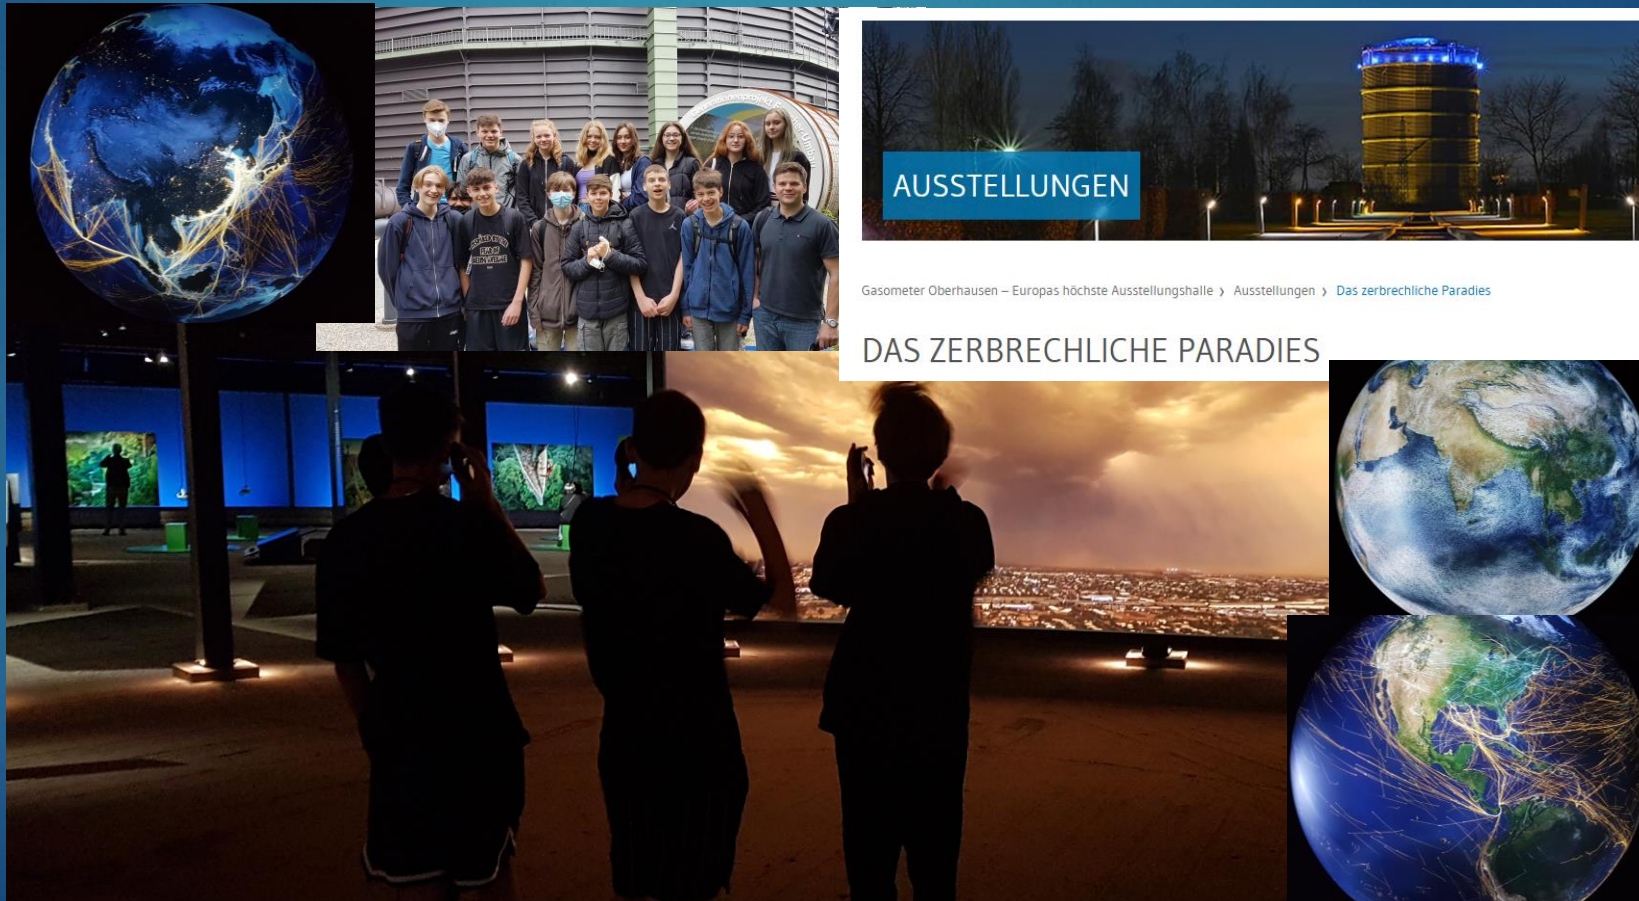 AUSSTELLUNGEN
Gasometer Oberhausen – Europas höchste Ausstellungshalle › Ausstellungen › Das zerbrechliche Paradies
DAS ZERBRECHLICHE PARADIES